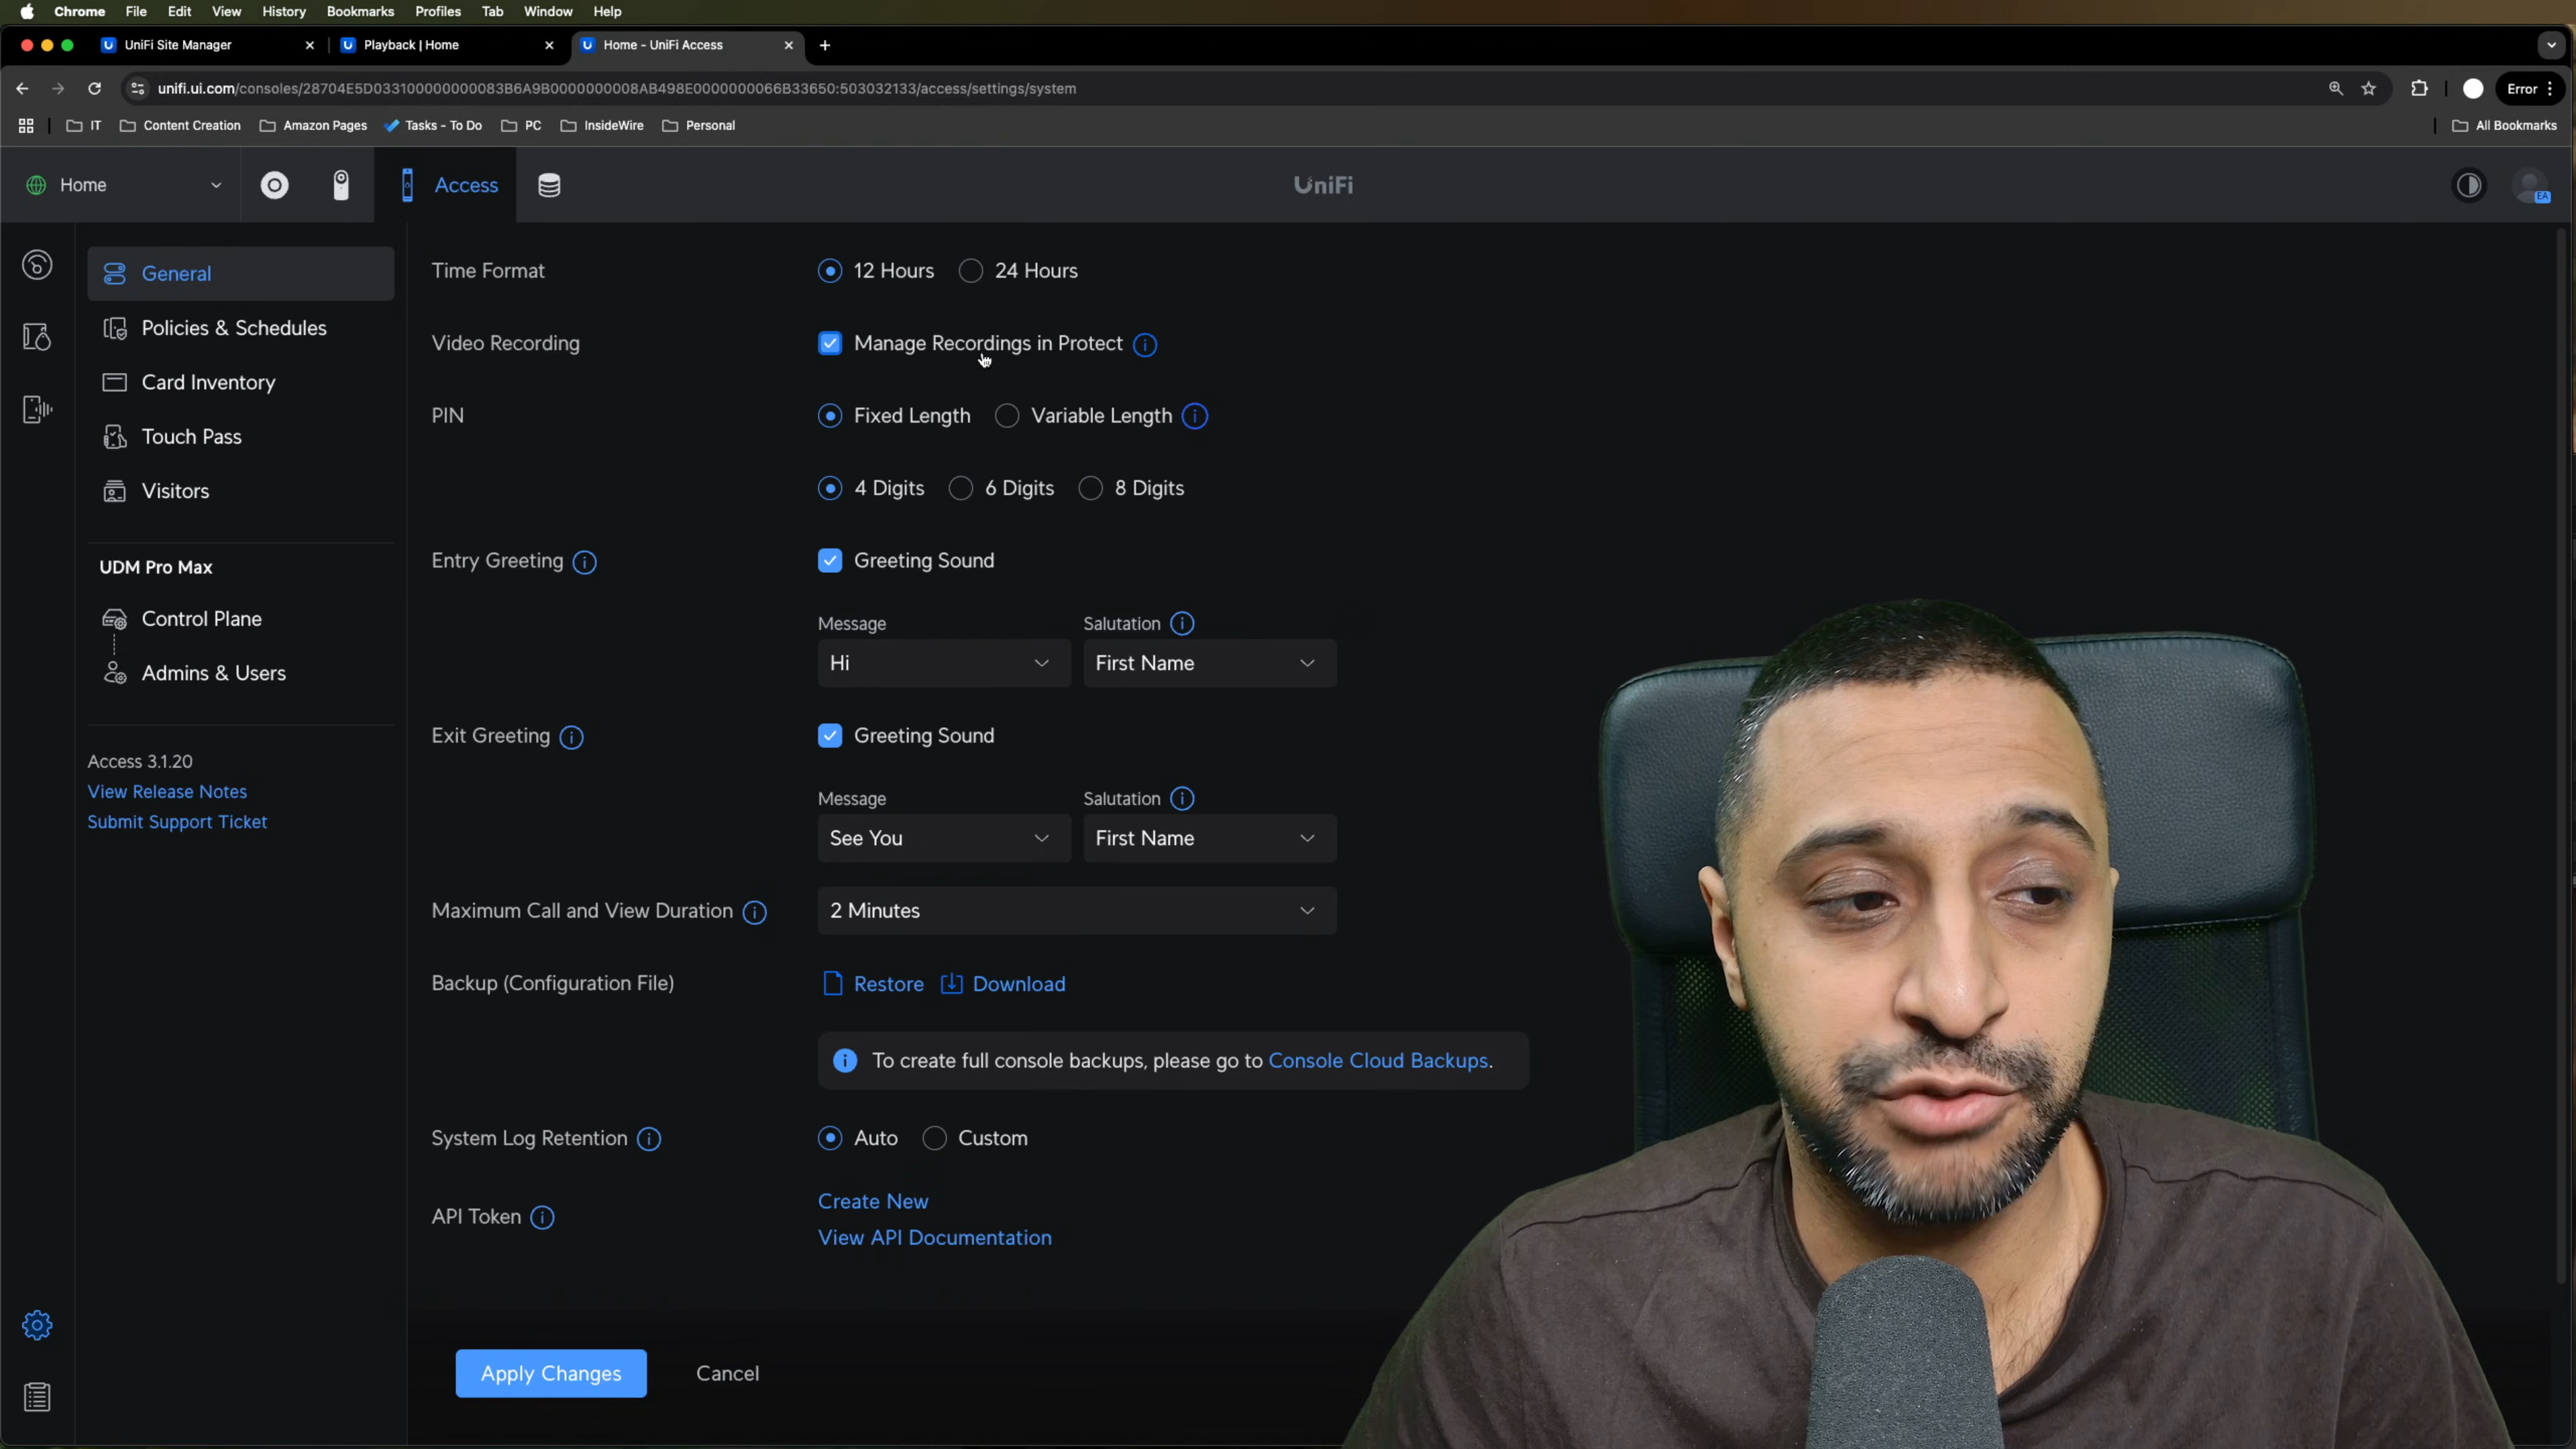 Chrome File Edit View History Bookmarks Profiles Tab Window Help
UniFi Site Manager Playback | Home Home - UniFi Access
unifi.ui.com/consoles/28704E5D033100000000083B6A9B0000000008AB498E0000000066B33650:503032133/access/settings/system Error
IT Content Creation Amazon Pages Tasks - To Do PC InsideWire Personal All Bookmarks
Home Access UniFi EA
General
Policies & Schedules
Card Inventory
Touch Pass
Visitors
UDM Pro Max
Control Plane
Admins & Users
Access 3.1.20
View Release Notes
Submit Support Ticket
Time Format 12 Hours 24 Hours
Video Recording Manage Recordings in Protect
PIN Fixed Length Variable Length
4 Digits 6 Digits 8 Digits
Entry Greeting Greeting Sound
Message Salutation
Hi First Name
Exit Greeting Greeting Sound
Message Salutation
See You First Name
Maximum Call and View Duration 2 Minutes
Backup (Configuration File) Restore Download
To create full console backups, please go to Console Cloud Backups.
System Log Retention Auto Custom
API Token Create New
View API Documentation
Apply Changes Cancel